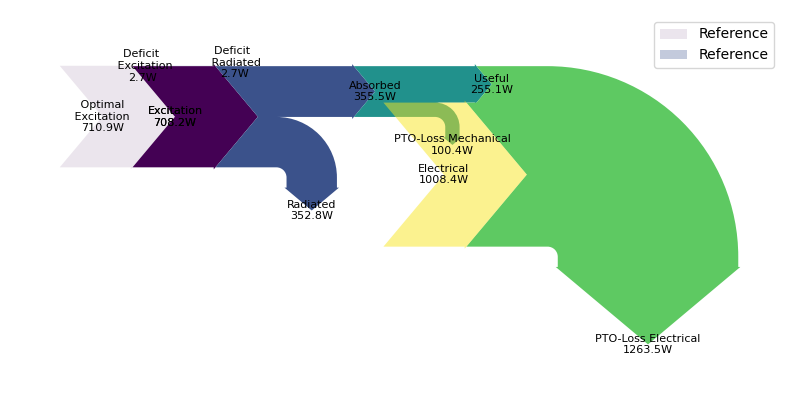 Reference
Reference
Deficit
Excitation
2.7W
Deficit
Radiated
2.7W
Optimal
Excitation
710.9W
Excitation
708.2W
Absorbed
355.5W
Useful
255.1W
PTO-Loss Mechanical
100.4W
Electrical
1008.4W
Radiated
352.8W
PTO-Loss Electrical
1263.5W